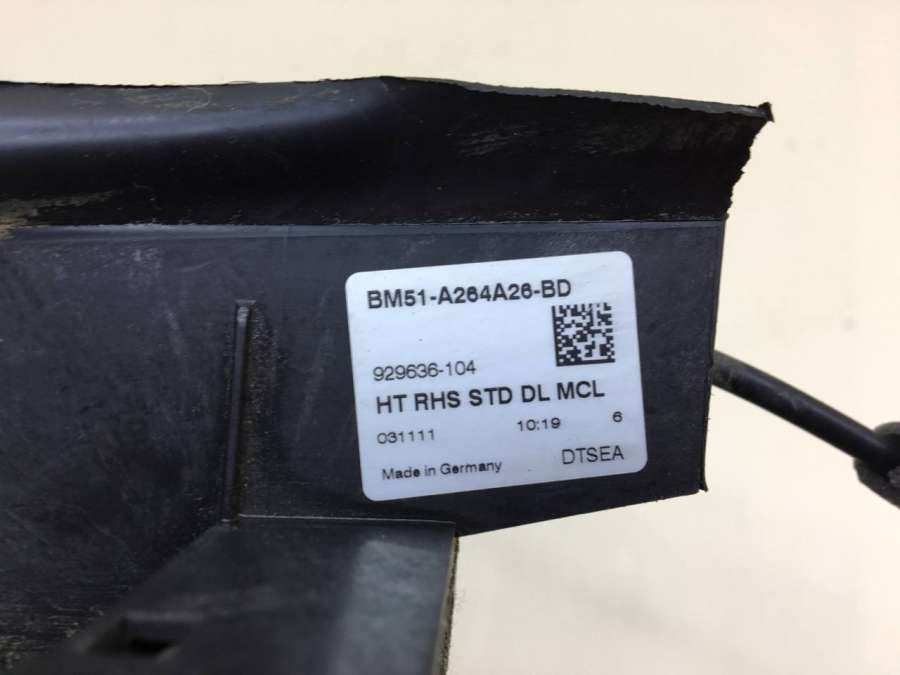 BM51-A264A26-BD
929636-104
HT RHS STD DL MCL
031111 10:19 6
Made in Germany DTSEA